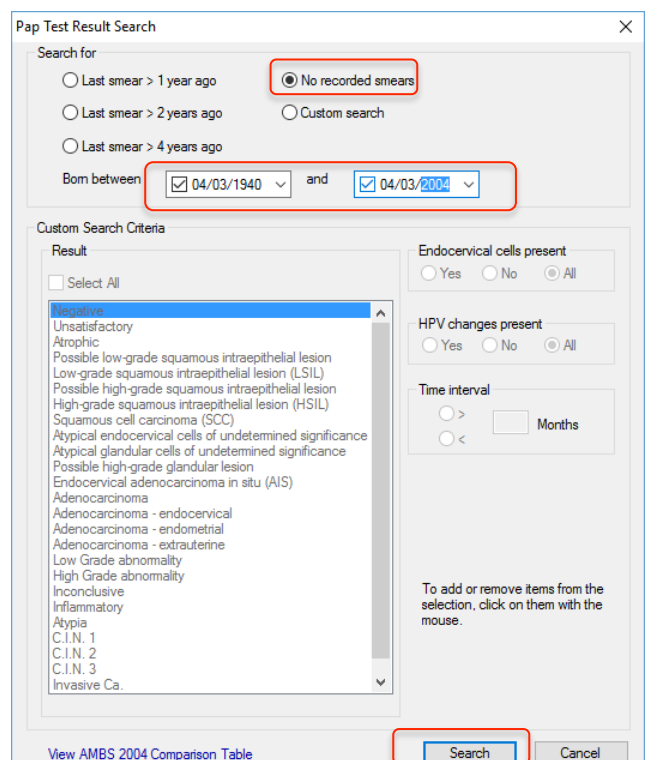 Pap Test Result Search
Search for
Last smear > 1 year ago
No recorded smears
Last smear > 2 years ago
Custom search
Last smear > 4 years ago
Born between 04/03/1940 and 04/03/2004
Custom Search Criteria
Result
Select All
Negative
Unsatisfactory
Atrophic
Possible low-grade squamous intraepithelial lesion
Low-grade squamous intraepithelial lesion (LSIL)
Possible high-grade squamous intraepithelial lesion
High-grade squamous intraepithelial lesion (HSIL)
Squamous cell carcinoma (SCC)
Atypical endocervical cells of undetermined significance
Atypical glandular cells of undetermined significance
Possible high-grade glandular lesion
Endocervical adenocarcinoma in situ (AIS)
Adenocarcinoma
Adenocarcinoma - endocervical
Adenocarcinoma - endometrial
Adenocarcinoma - extrauterine
Low Grade abnormality
High Grade abnormality
Inconclusive
Inflammatory
Atypia
C.I.N. 1
C.I.N. 2
C.I.N. 3
Invasive Ca.
Endocervical cells present
Yes No All
HPV changes present
Yes No All
Time interval
>
<
Months
To add or remove items from the
selection, click on them with the
mouse.
View AMBS 2004 Comparison Table
Search
Cancel